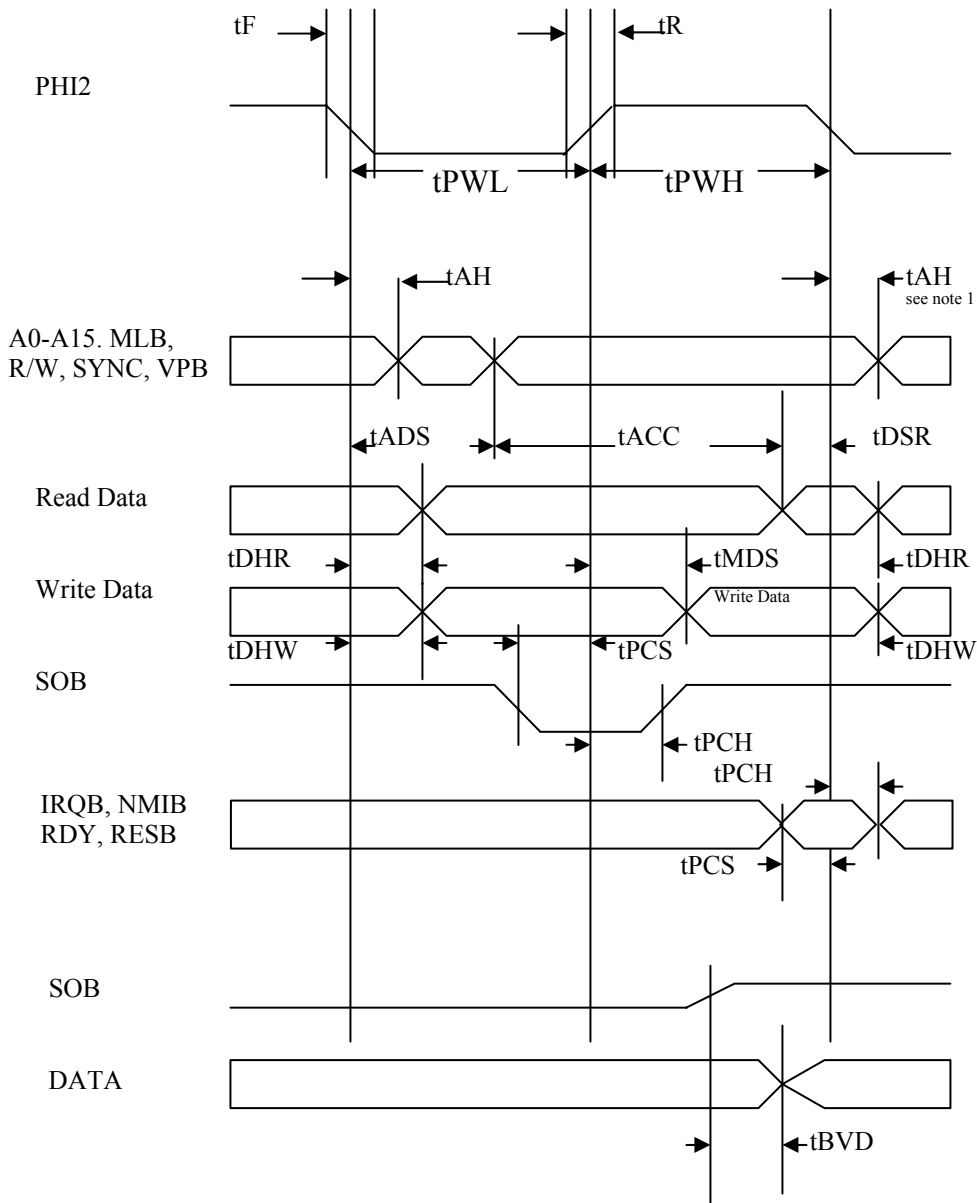 tF tR
PHI2
tPWL tPWH
tAH tAH
see note 1
A0-A15. MLB,
R/W, SYNC, VPB
tADS tACC tDSR
Read Data
tDHR tMDS tDHR
Write Data Write Data
tDHW tPCS tDHW
SOB
tPCH
tPCH
IRQB, NMIB
RDY, RESB
tPCS
SOB
DATA
tBVD